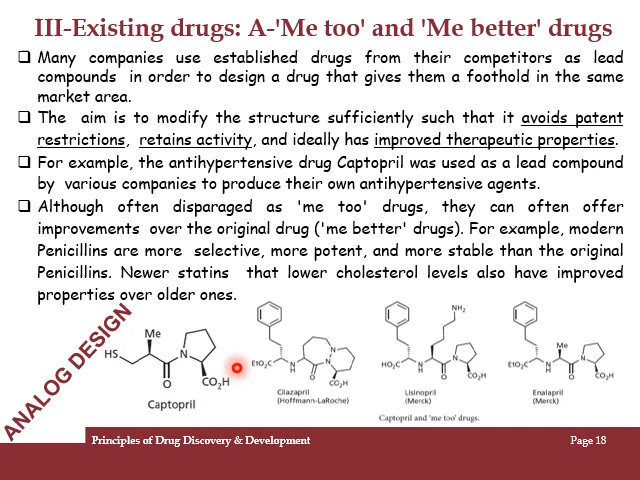 III-Existing drugs: A-'Me too' and 'Me better' drugs
Many companies use established drugs from their competitors as lead
compounds in order to design a drug that gives them a foothold in the same
market area.
The aim is to modify the structure sufficiently such that it avoids patent
restrictions, retains activity, and ideally has improved therapeutic properties.
For example, the antihypertensive drug Captopril was used as a lead compound
by various companies to produce their own antihypertensive agents.
Although often disparaged as 'me too' drugs, they can often offer
improvements over the original drug ('me better' drugs). For example, modern
Penicillins are more selective, more potent, and more stable than the original
Penicillins. Newer statins that lower cholesterol levels also have improved
properties over older ones.
ANALOG DESIGN
Me
HS
N
O
CO2H
Captopril
EtO2C
N
H
O
N
N
CO2H
Cilazapril
(Hoffmann-LaRoche)
NH2
HO2C
N
H
O
N
CO2H
Lisinopril
(Merck)
Me
EtO2C
N
H
O
N
CO2H
Enalapril
(Merck)
Captopril and 'me too' drugs.
Principles of Drug Discovery & Development
Page 18